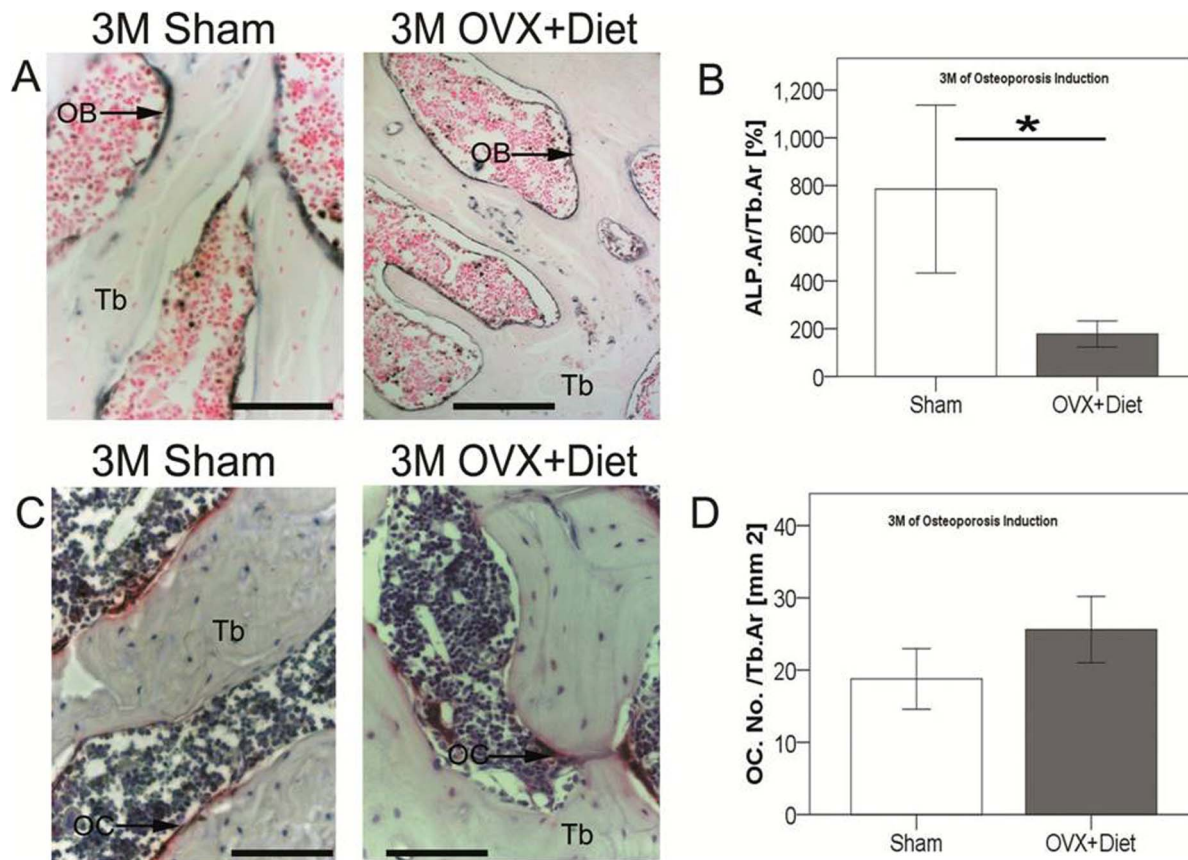 3M Sham
3M OVX+Diet
A
OB
Tb
OB
Tb
B
3M of Osteoporosis Induction
ALP.Ar/Tb.Ar [%]
1,200
1,000
800
600
400
200
0
*
Sham
OVX+Diet
3M Sham
3M OVX+Diet
C
Tb
OC
OC
Tb
D
3M of Osteoporosis Induction
OC. No. /Tb.Ar [mm 2]
40
30
20
10
0
Sham
OVX+Diet